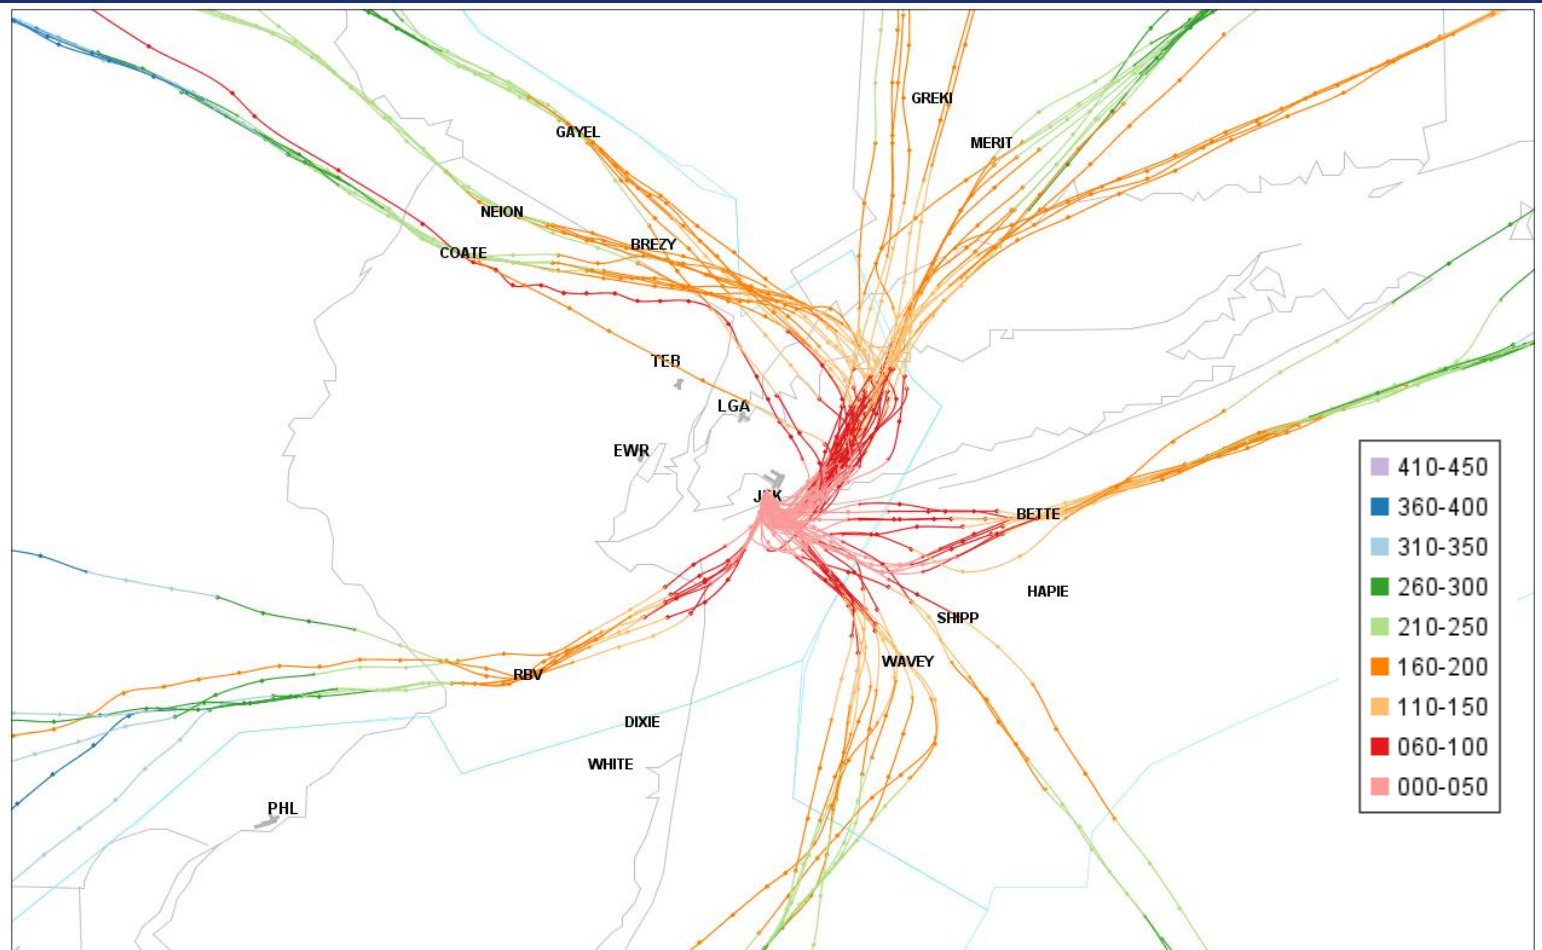 GREKI
GAYEL
MERIT
NEION
BREZY
COATE
TEB
LGA
EWR
JFK
BETTE
HAPIE
SHIPP
WAVEY
RBV
DIXIE
WHITE
PHL
410-450
360-400
310-350
260-300
210-250
160-200
110-150
060-100
000-050